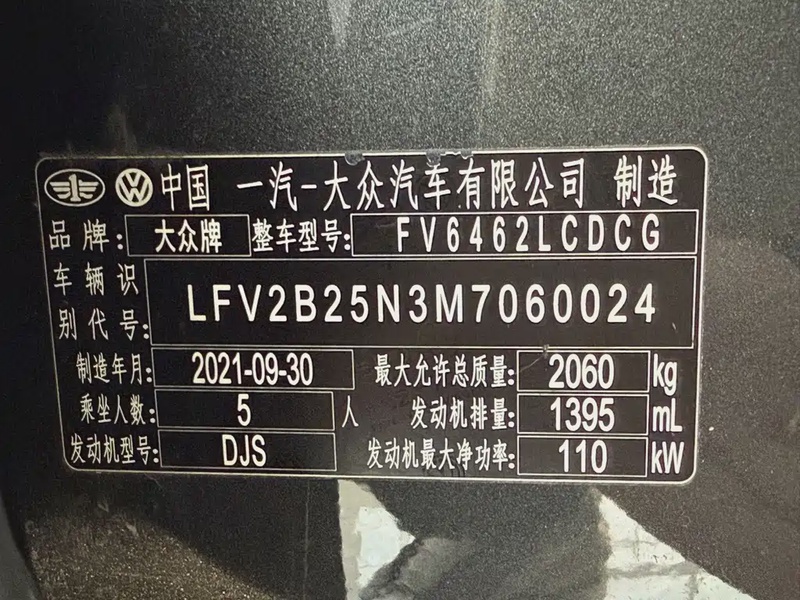 中国 一汽-大众汽车有限公司 制造
品牌: 大众牌 整车型号: FV6462LCDCG
车辆识别代号: LFV2B25N3M7060024
制造年月: 2021-09-30 最大允许总质量: 2060 kg
乘坐人数: 5 人 发动机排量: 1395 mL
发动机型号: DJS 发动机最大净功率: 110 kW